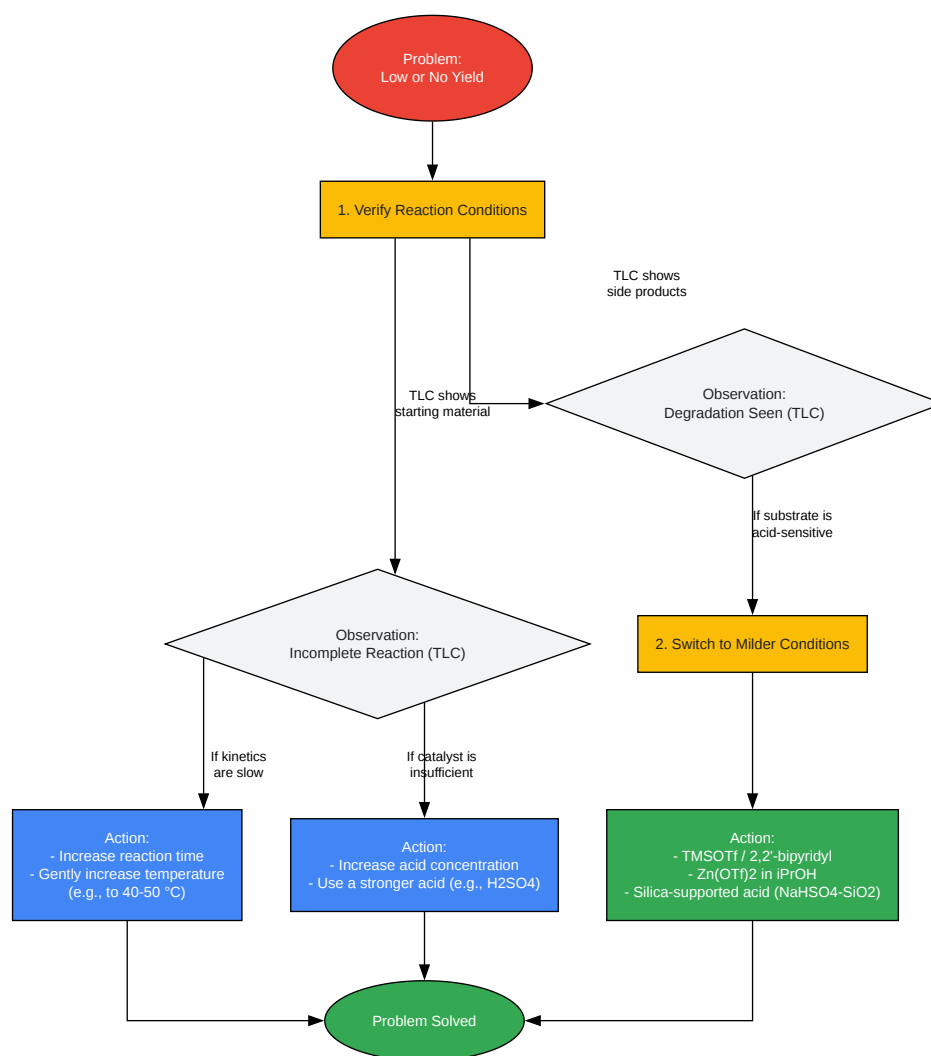 Problem:
Low or No Yield
1. Verify Reaction Conditions
TLC shows
side products
TLC shows
starting material
Observation:
Degradation Seen (TLC)
If substrate is
acid-sensitive
Observation:
Incomplete Reaction (TLC)
2. Switch to Milder Conditions
If kinetics
are slow
If catalyst is
insufficient
Action:
- Increase reaction time
- Gently increase temperature
(e.g., to 40-50 °C)
Action:
- Increase acid concentration
- Use a stronger acid (e.g., H2SO4)
Action:
- TMSOTf / 2,2'-bipyridyl
- Zn(OTf)2 in iPrOH
- Silica-supported acid (NaHSO4-SiO2)
Problem Solved